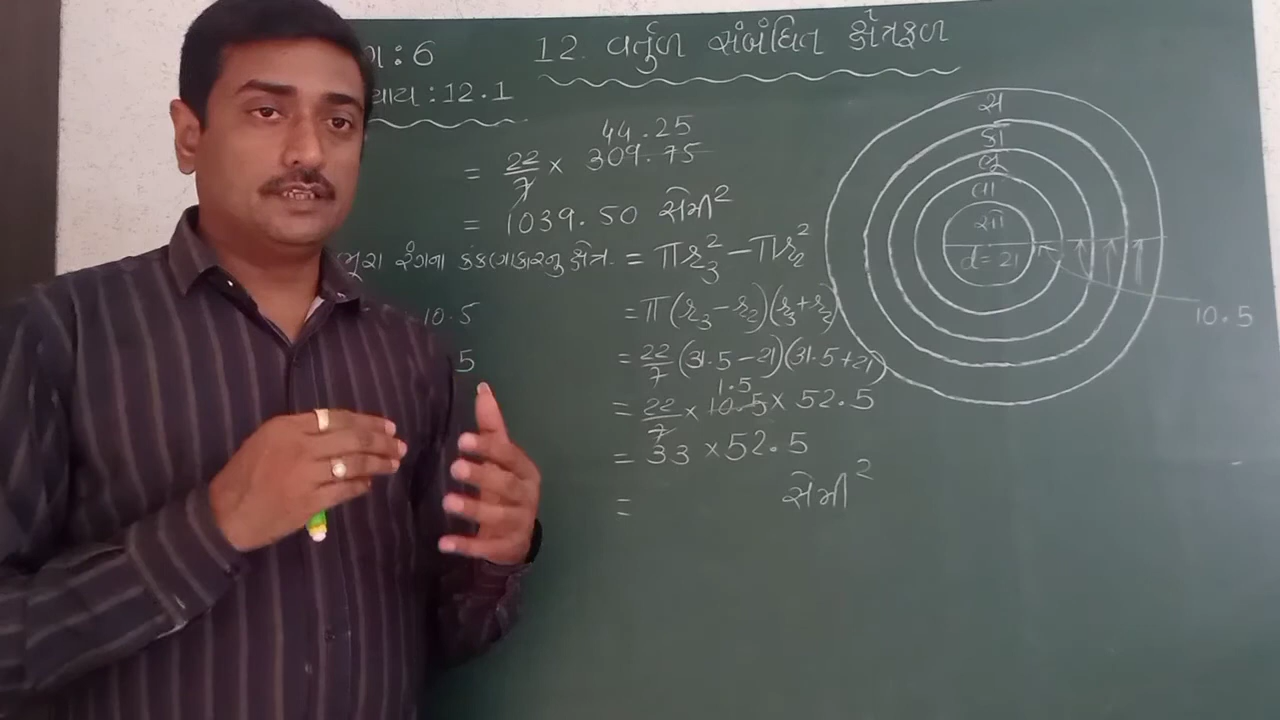 : 6
12. વર્તુળ સંબંધિત ક્ષેત્રફળ
: 12.1
44.25
= 22/7 × 309.75
= 1039.50 સેમી²
ભૂરા રંગના કંકણાકારનુ ક્ષેત્ર. = πr₃² − πr₂²
10.5
= π(r₃ − r₂)(r₃ + r₂)
5
= 22/7 (31.5 − 21)(31.5 + 21)
1.5
= 22/7 × 10.5 × 52.5
= 33 × 52.5
= સેમી²
સ
કા
ભૂ
લા
સો
d = 21
10.5